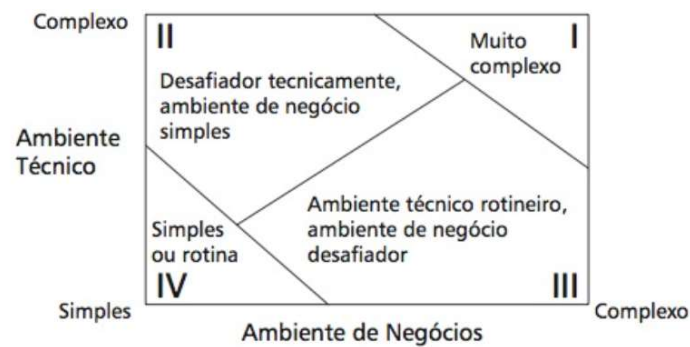 Complexo
II
I
Muito
complexo
Desafiador tecnicamente,
ambiente de negócio
simples
Ambiente
Técnico
Ambiente técnico rotineiro,
ambiente de negócio
desafiador
Simples
ou rotina
IV
III
Simples
Complexo
Ambiente de Negócios